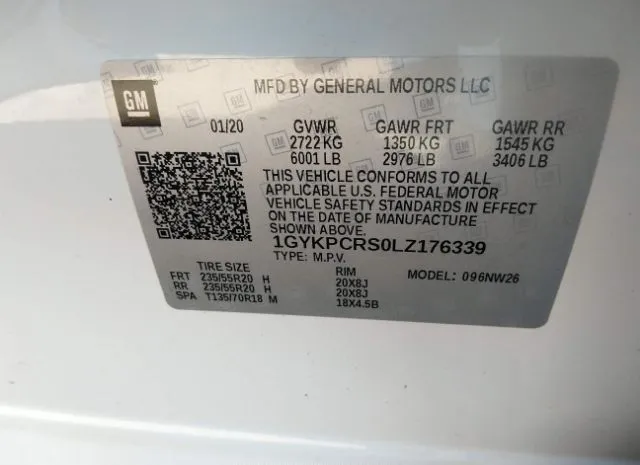 GM
MFD BY GENERAL MOTORS LLC
01/20 GVWR GAWR FRT GAWR RR
2722 KG 1350 KG 1545 KG
6001 LB 2976 LB 3406 LB
THIS VEHICLE CONFORMS TO ALL
APPLICABLE U.S. FEDERAL MOTOR
VEHICLE SAFETY STANDARDS IN EFFECT
ON THE DATE OF MANUFACTURE SHOWN ABOVE.
1GYKPCRS0LZ176339
TYPE: M.P.V.
TIRE SIZE RIM MODEL: 096NW26
FRT 235/55R20 H 20X8J
RR 235/55R20 H 20X8J
SPA T135/70R18 M 18X4.5B